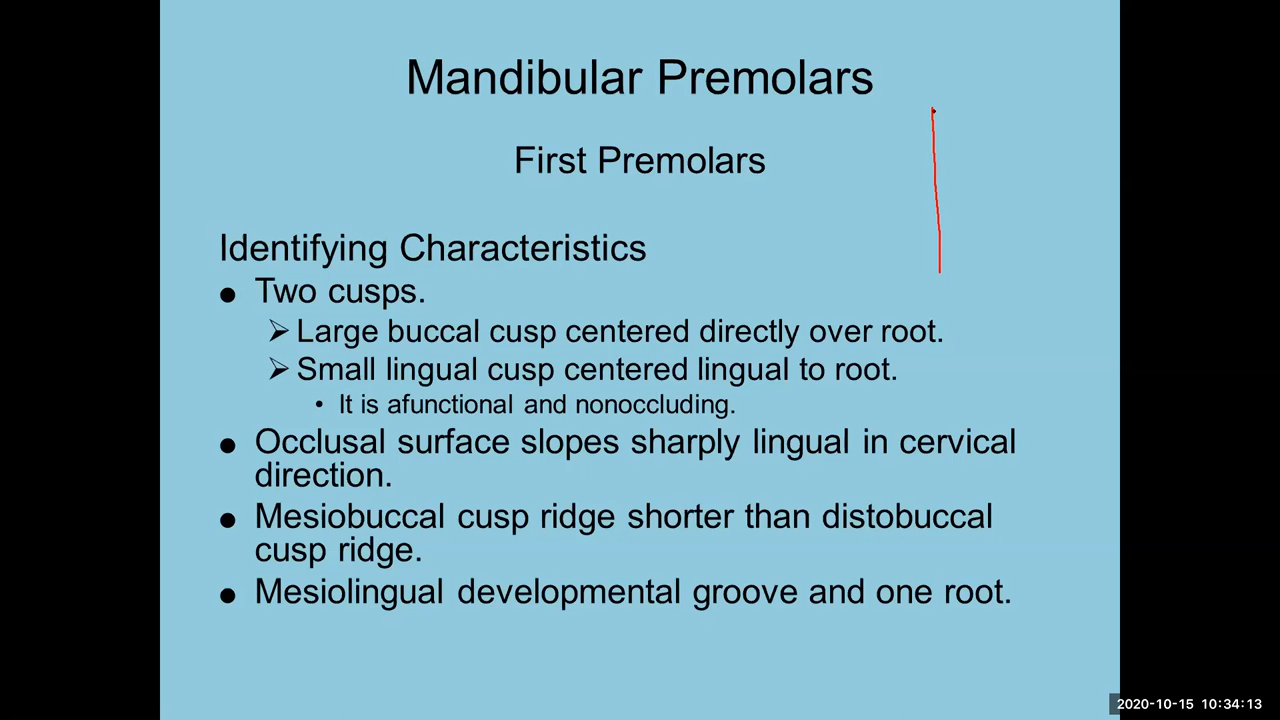 Mandibular Premolars
First Premolars
Identifying Characteristics
● Two cusps.
➢ Large buccal cusp centered directly over root.
➢ Small lingual cusp centered lingual to root.
• It is afunctional and nonoccluding.
● Occlusal surface slopes sharply lingual in cervical
direction.
● Mesiobuccal cusp ridge shorter than distobuccal
cusp ridge.
● Mesiolingual developmental groove and one root.
2020-10-15 10:34:13